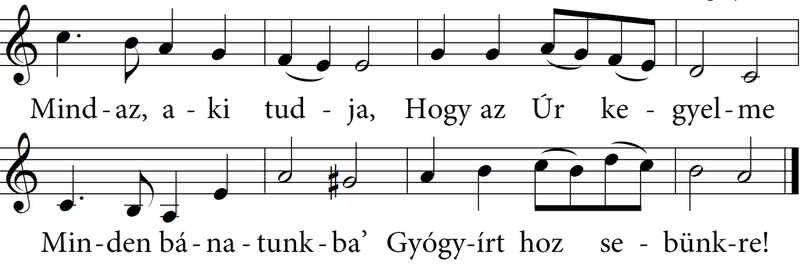 Mind-az, a - ki tud - ja, Hogy az Úr ke - gyel-me
Min-den bá-na-tunk-ba’ Gyógy-írt hoz se - bünk-re!